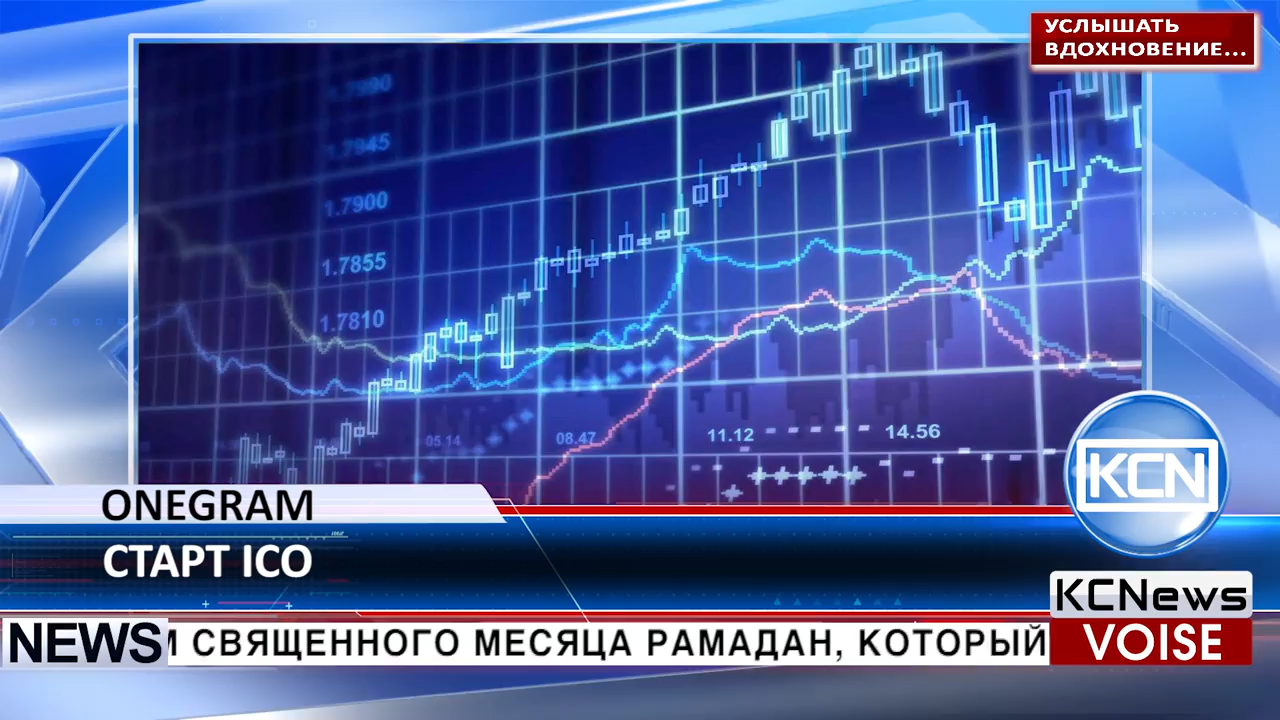 УСЛЫШАТЬ
ВДОХНОВЕНИЕ...
1.7990
1.7945
1.7900
1.7855
1.7810
05.14
08.47
11.12
14.56
KCN
ONEGRAM
СТАРТ ICO
KCNews
VOISE
NEWS
И СВЯЩЕННОГО МЕСЯЦА РАМАДАН, КОТОРЫЙ